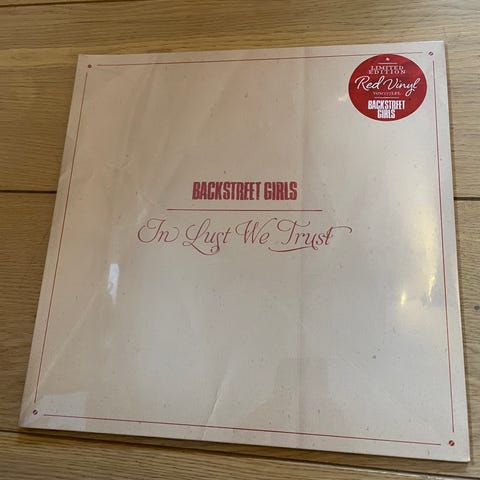 LIMITED
EDITION
Red Vinyl
BACKSTREET
GIRLS
BACKSTREET GIRLS
In Lust We Trust